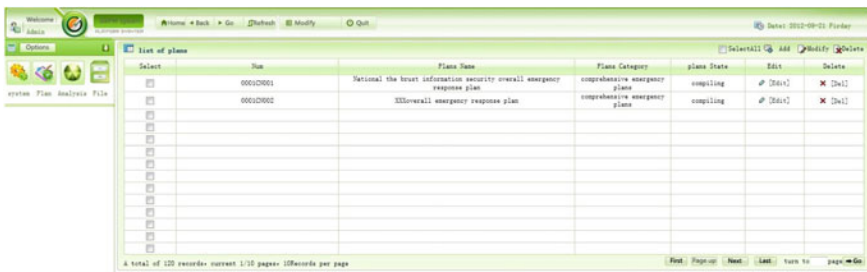 Welcome
Admin
Home Back Go Refresh Modify Quit
Date: 2012-09-21 Firday
Options
system Plan Analysis File
list of plans
SelectAll Add Modify Delete
Select Num Plans Name Plans Category plans State Edit Delete
0001CN001 National the brust information security overall emergency response plan comprehensive emergency plans compiling [Edit] [Del]
0001CN002 XXXoverall emergency response plan comprehensive emergency plans compiling [Edit] [Del]
A total of 120 records, current 1/10 pages, 10Records per page
First Page up Next Last turn to page Go